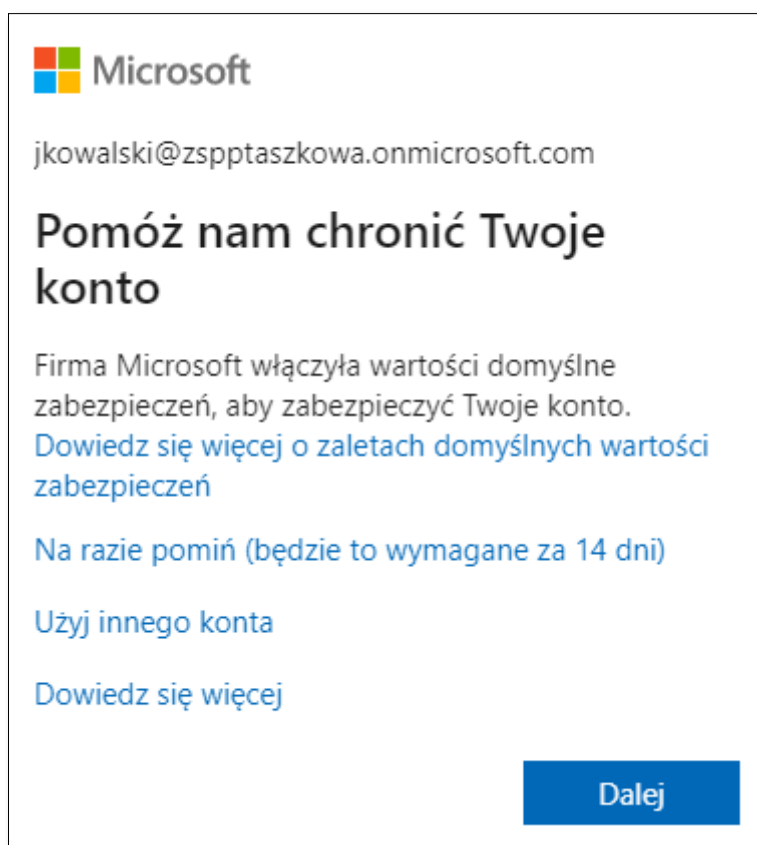 Microsoft
jkowalski@zspptaszkowa.onmicrosoft.com
Pomóż nam chronić Twoje
konto
Firma Microsoft włączyła wartości domyślne
zabezpieczeń, aby zabezpieczyć Twoje konto.
Dowiedz się więcej o zaletach domyślnych wartości
zabezpieczeń
Na razie pomiń (będzie to wymagane za 14 dni)
Użyj innego konta
Dowiedz się więcej
Dalej